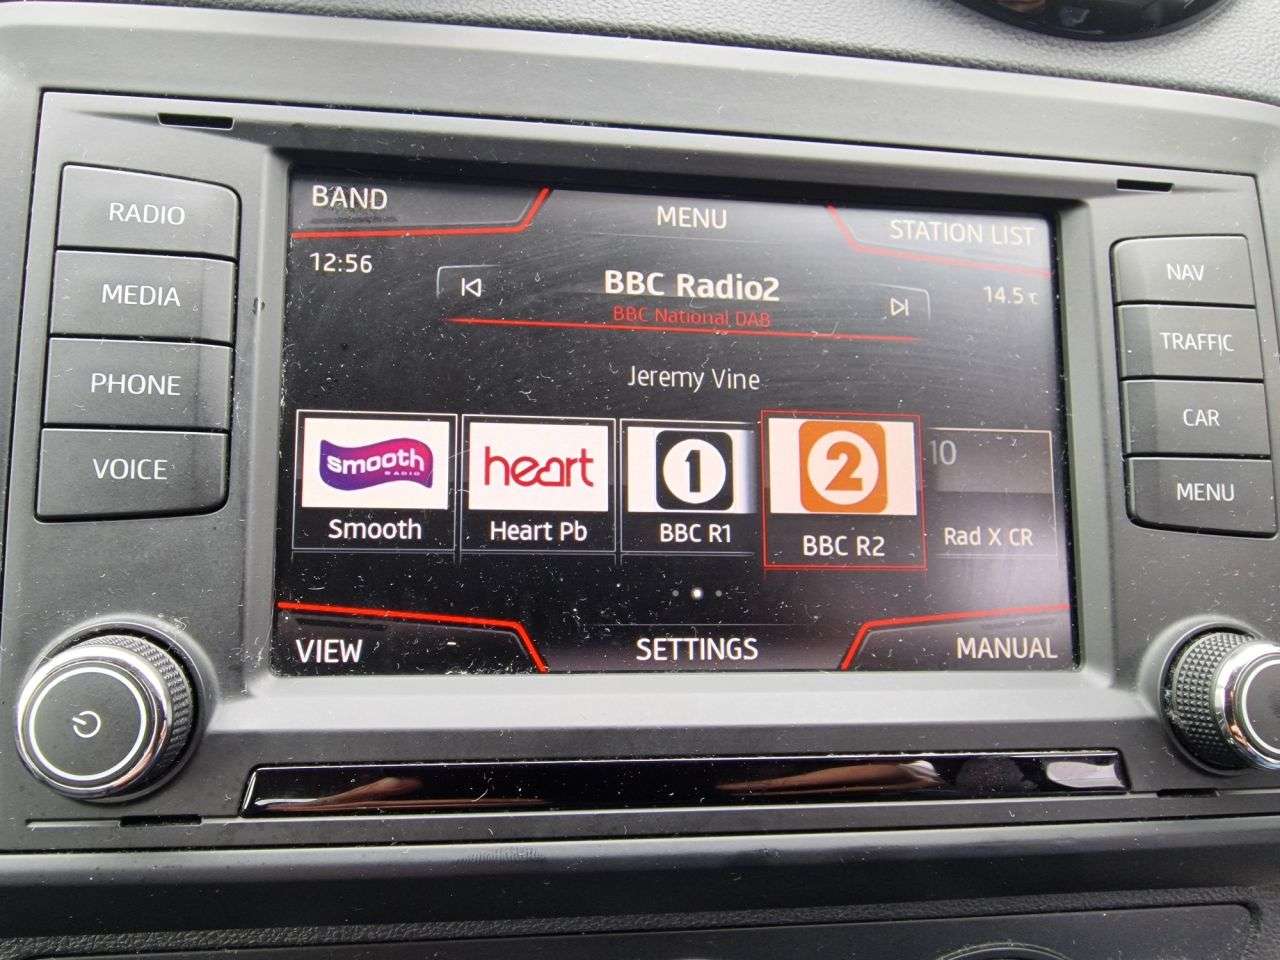 RADIO
MEDIA
PHONE
VOICE
BAND
MENU
STATION LIST
12:56
BBC Radio2
14.5℃
BBC National DAB
Jeremy Vine
smooth
RADIO
heart
1
2
10
Smooth
Heart Pb
BBC R1
BBC R2
Rad X CR
VIEW
SETTINGS
MANUAL
NAV
TRAFFIC
CAR
MENU